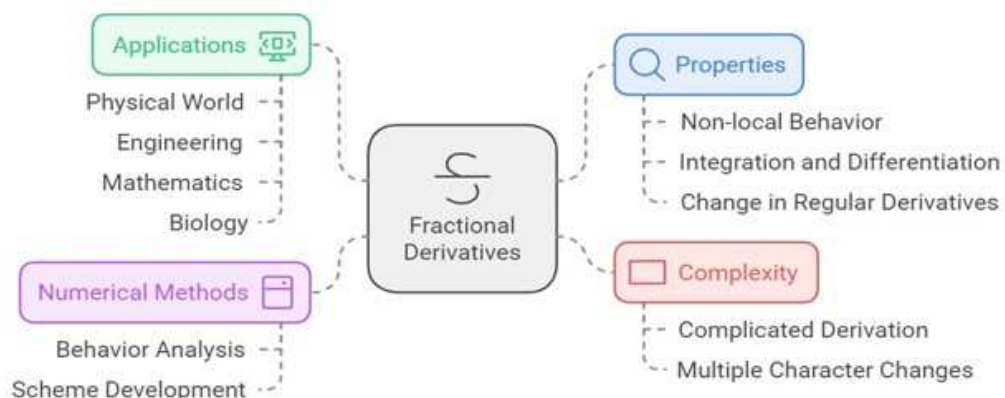 Applications
Physical World
Engineering
Mathematics
Biology
Numerical Methods
Behavior Analysis
Scheme Development
Fractional
Derivatives
Properties
Non-local Behavior
Integration and Differentiation
Change in Regular Derivatives
Complexity
Complicated Derivation
Multiple Character Changes